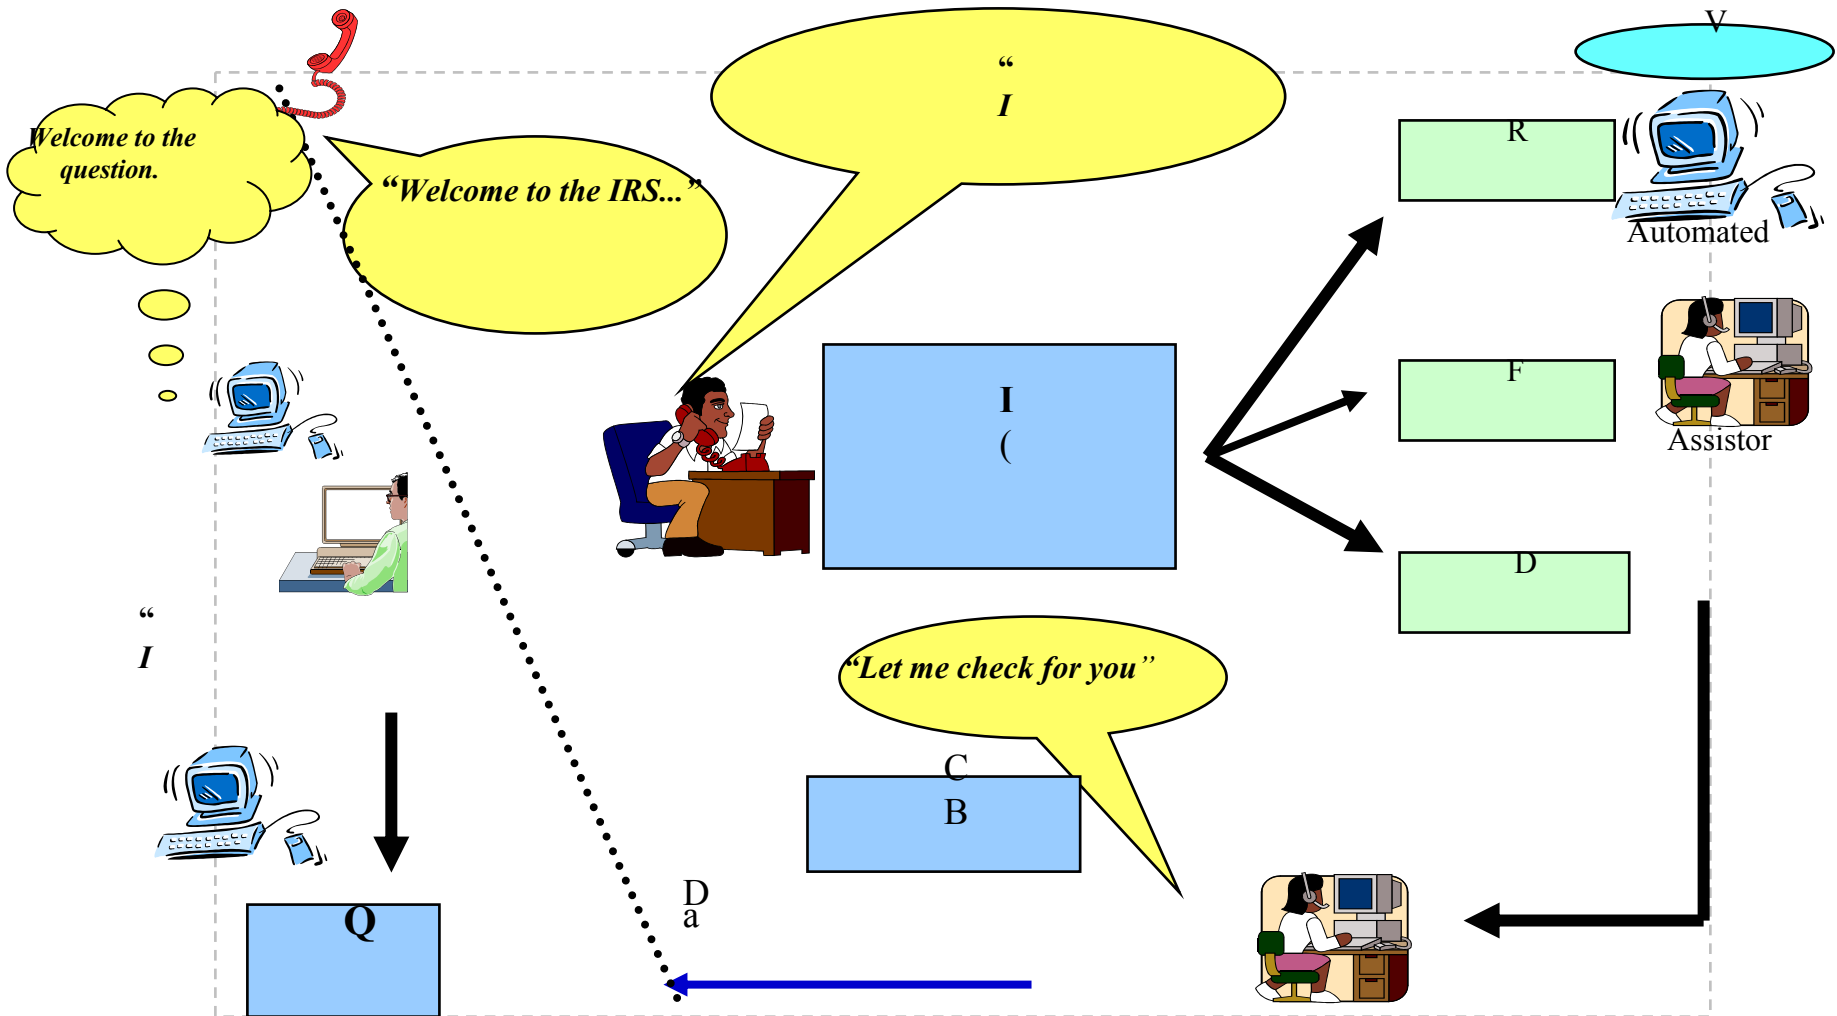 V
“
I
Welcome to the
question.
“Welcome to the IRS...”
R
Automated
F
Assistor
I
(
D
“
I
“Let me check for you”
C
B
D
a
Q